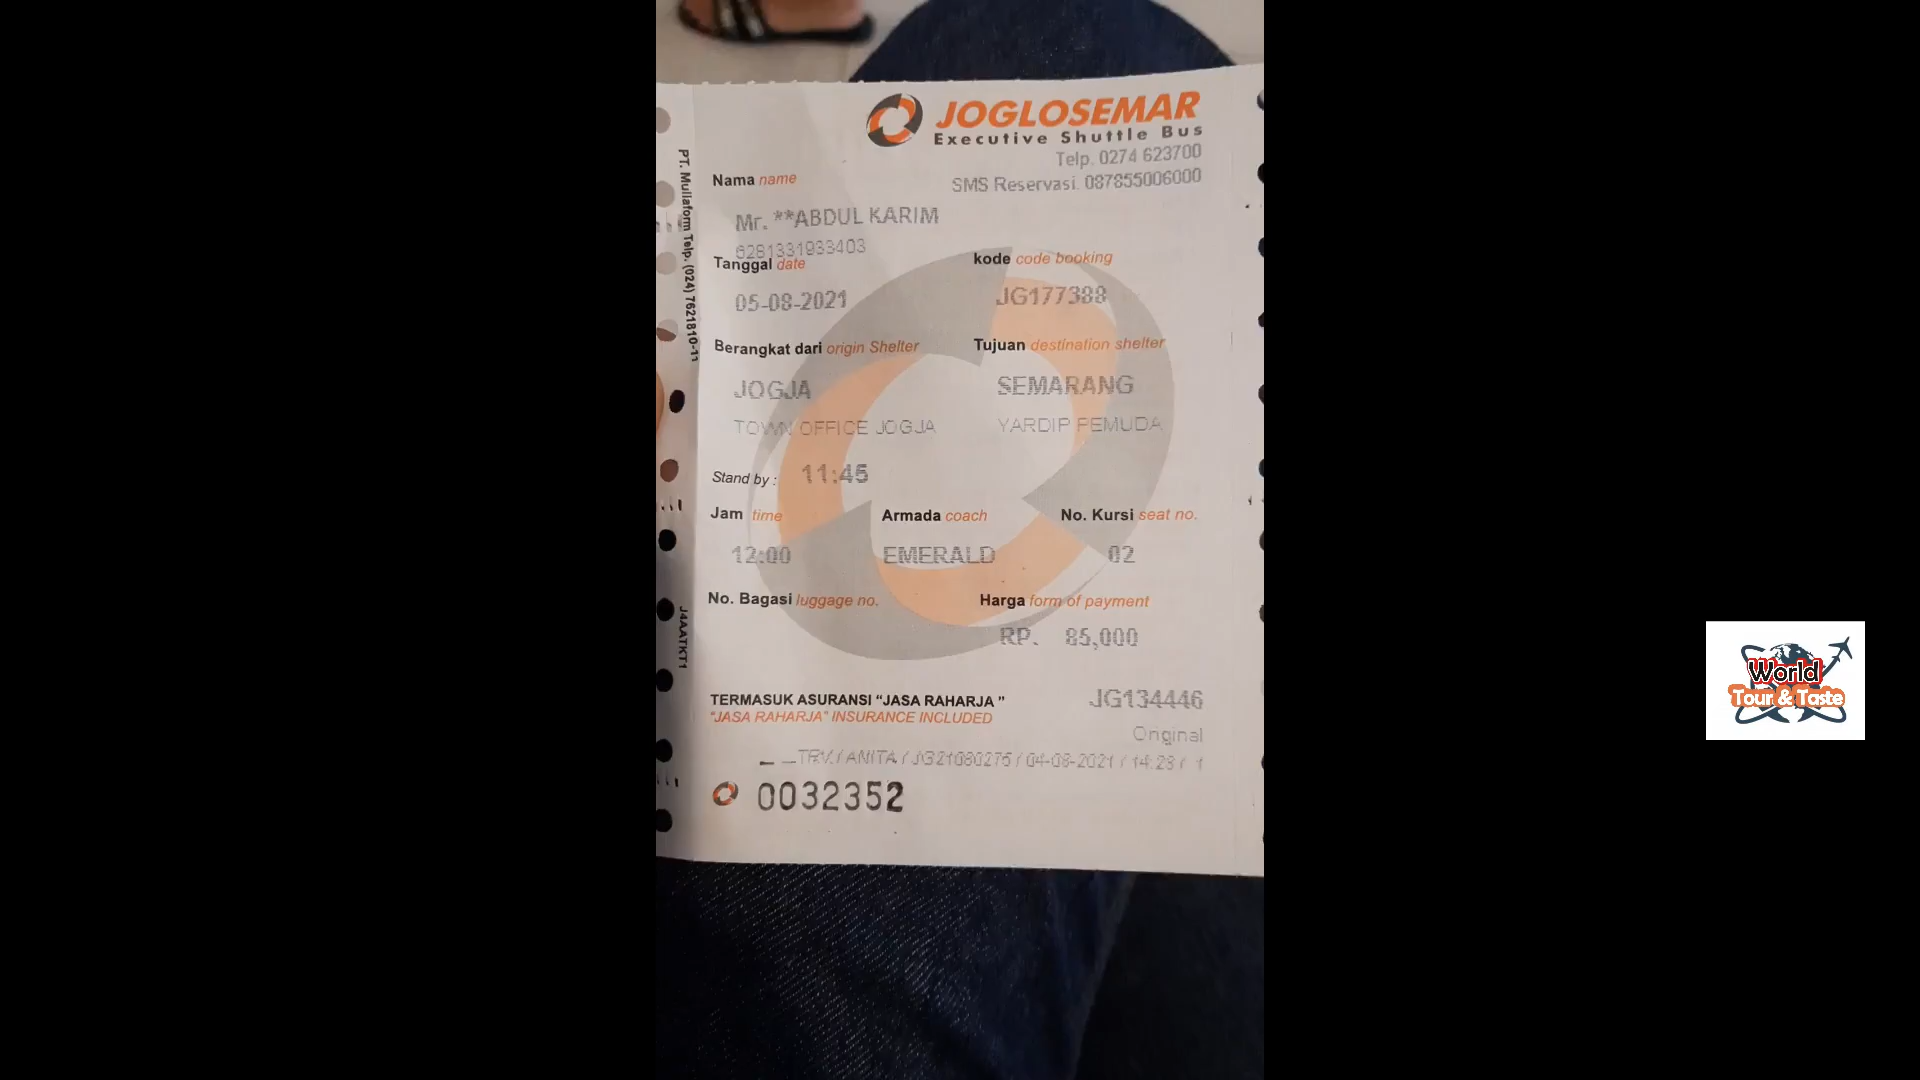 JOGLOSEMAR
Executive Shuttle Bus
Telp. 0274 623700
SMS Reservasi. 087855006000
Nama name
Mr. **ABDUL KARIM
6281331933403
Tanggal date
kode code booking
05-08-2021
JG177388
Berangkat dari origin Shelter
Tujuan destination shelter
JOGJA
SEMARANG
TOWN OFFICE JOGJA
YARDIP PEMUDA
Stand by : 11:45
Jam time
Armada coach
No. Kursi seat no.
12:00
EMERALD
02
No. Bagasi luggage no.
Harga form of payment
RP. 85,000
TERMASUK ASURANSI “JASA RAHARJA ”
"JASA RAHARJA" INSURANCE INCLUDED
JG134446
Original
TRV / ANITA / JG21080275 / 04-08-2021 / 14:28 / 1
0032352
PT. Muliaform Telp. (024) 7621810-11
J4AATKT1
World
Tour & Taste